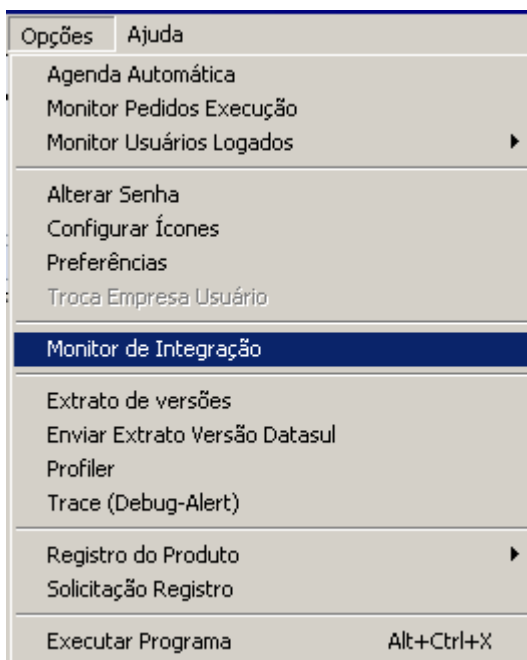 Opções Ajuda
Agenda Automática
Monitor Pedidos Execução
Monitor Usuários Logados
Alterar Senha
Configurar Ícones
Preferências
Troca Empresa Usuário
Monitor de Integração
Extrato de versões
Enviar Extrato Versão Datasul
Profiler
Trace (Debug-Alert)
Registro do Produto
Solicitação Registro
Executar Programa Alt+Ctrl+X